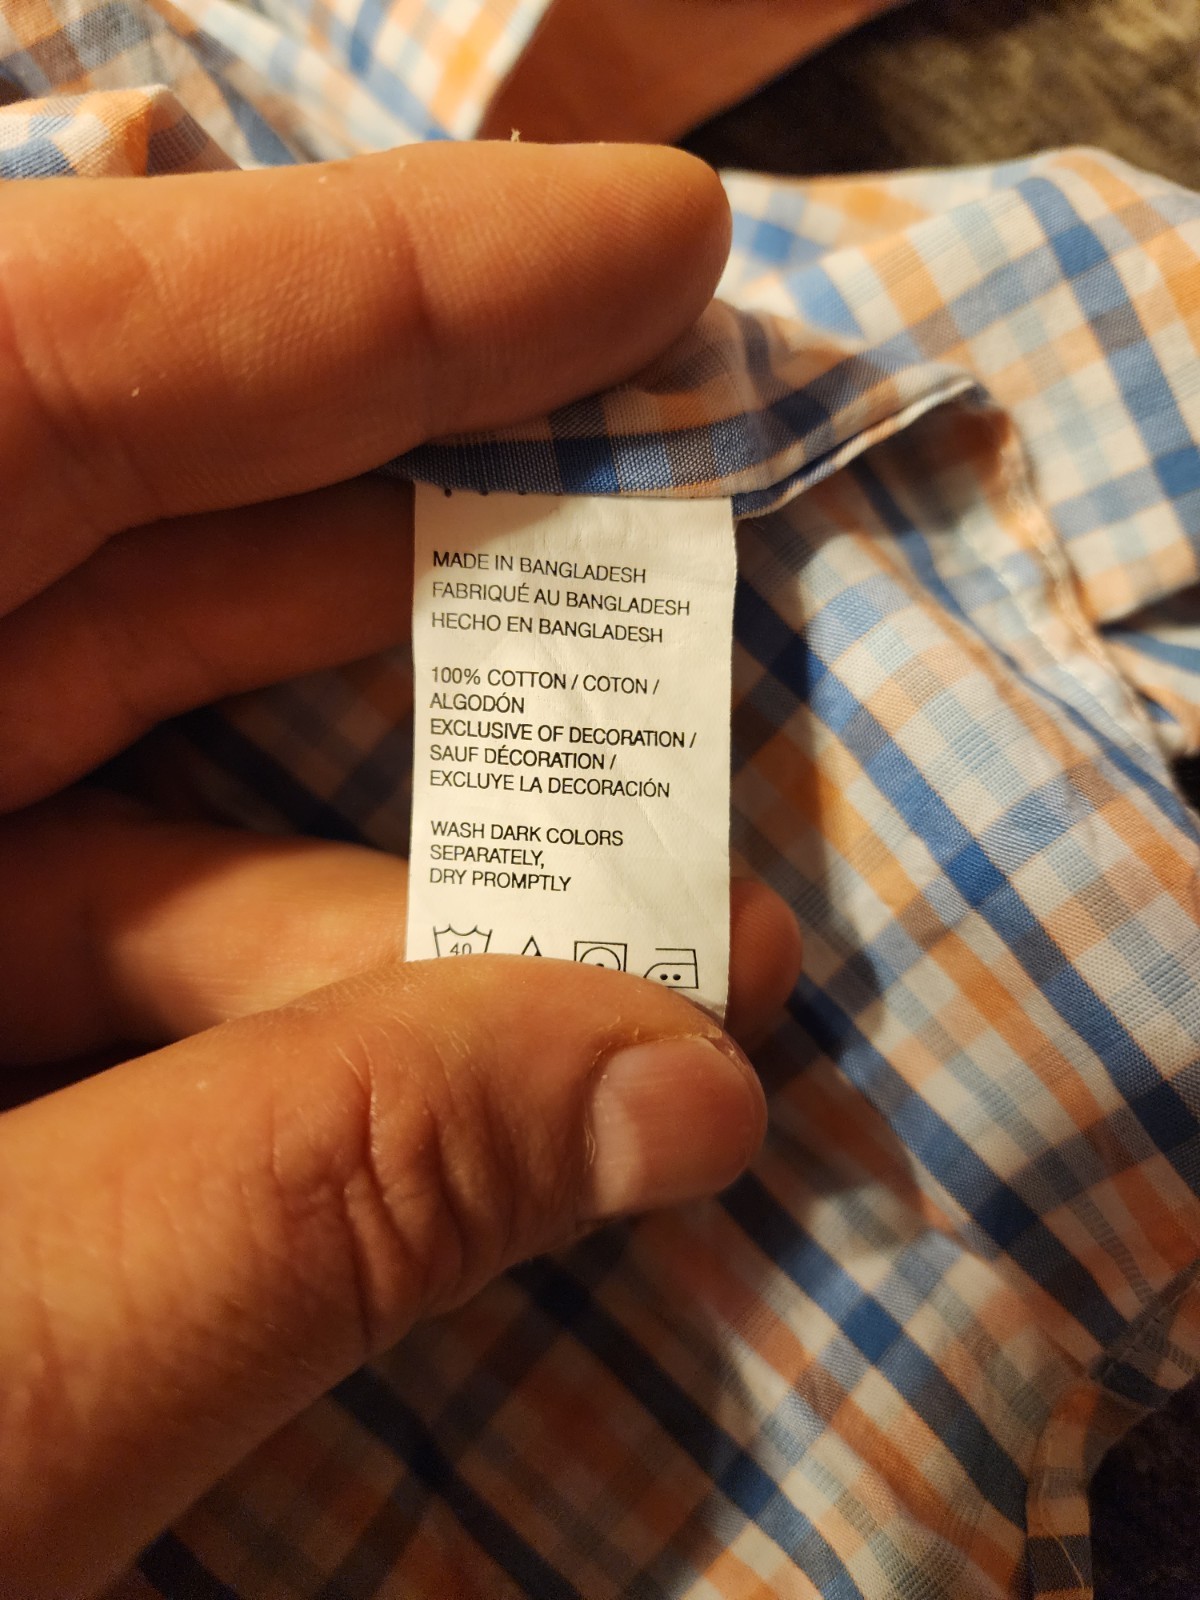 MADE IN BANGLADESH
FABRIQUÉ AU BANGLADESH
HECHO EN BANGLADESH
100% COTTON / COTON /
ALGODÓN
EXCLUSIVE OF DECORATION /
SAUF DÉCORATION /
EXCLUYE LA DECORACIÓN
WASH DARK COLORS
SEPARATELY,
DRY PROMPTLY
40